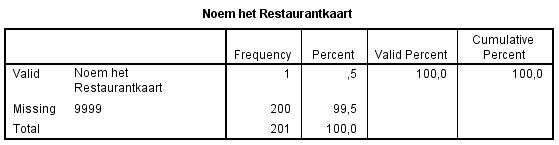 Noem het Restaurantkaart
Frequency Percent Valid Percent Cumulative Percent
Valid Noem het Restaurantkaart 1 ,5 100,0 100,0
Missing 9999 200 99,5
Total 201 100,0